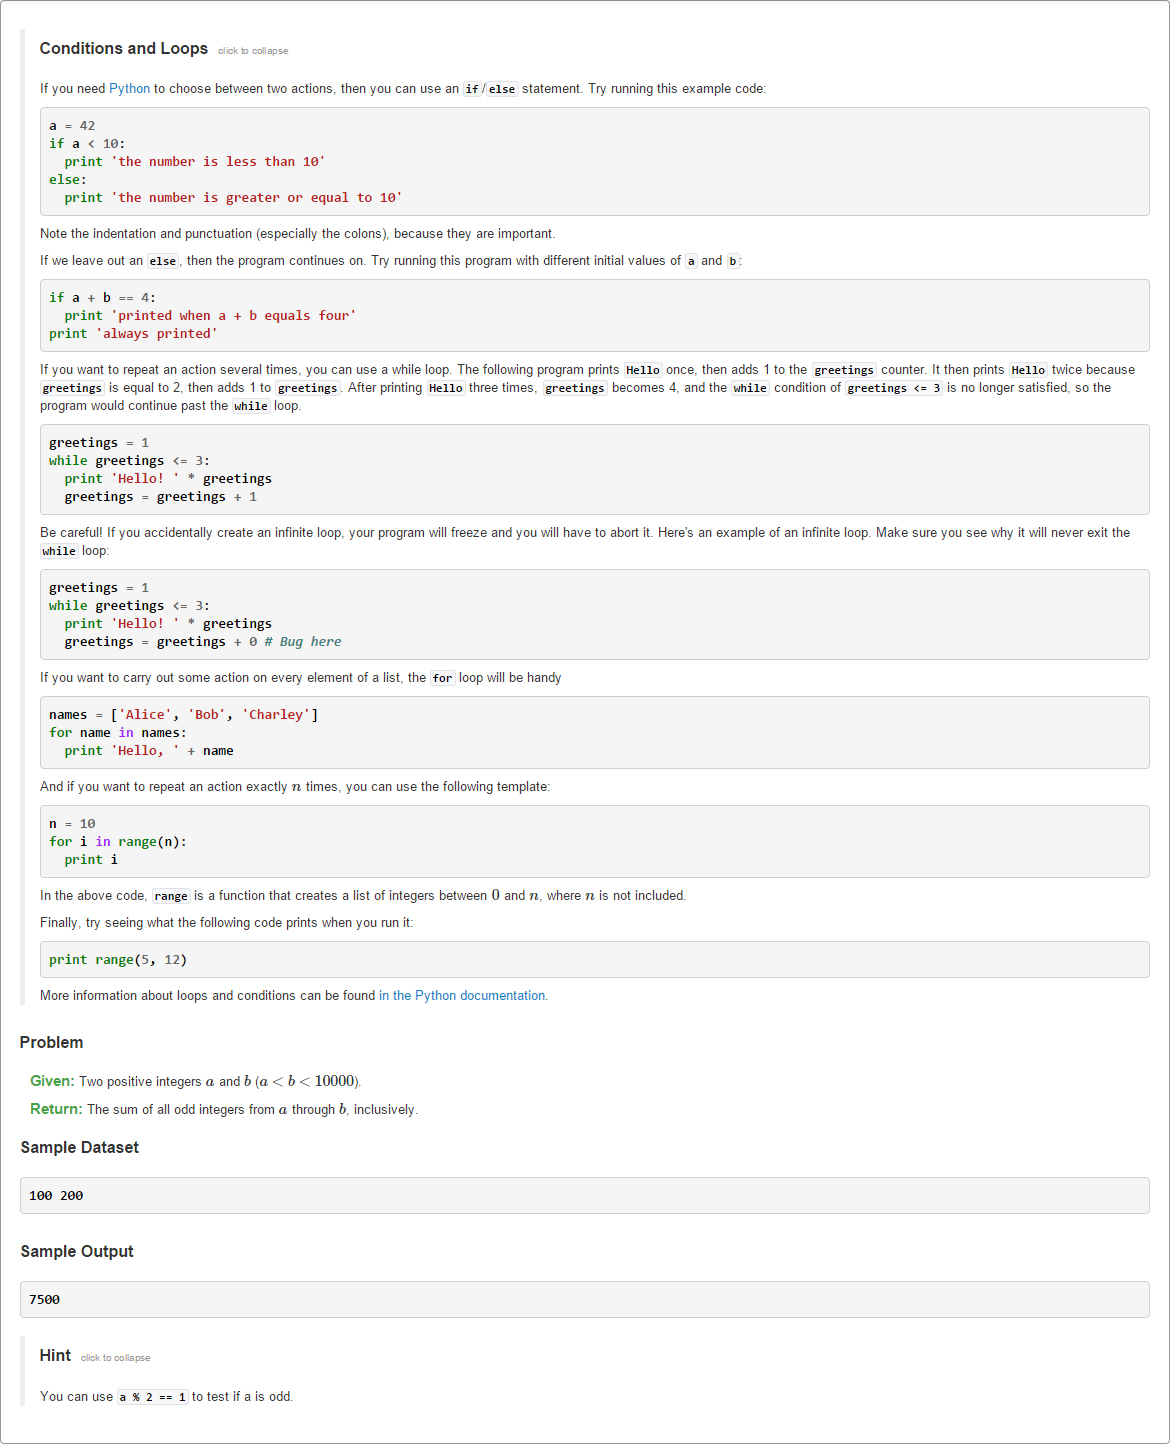 Conditions and Loops click to collapse
If you need Python to choose between two actions, then you can use an if/else statement. Try running this example code:
a = 42
if a < 10:
  print 'the number is less than 10'
else:
  print 'the number is greater or equal to 10'
Note the indentation and punctuation (especially the colons), because they are important.
If we leave out an else, then the program continues on. Try running this program with different initial values of a and b:
if a + b == 4:
  print 'printed when a + b equals four'
print 'always printed'
If you want to repeat an action several times, you can use a while loop. The following program prints Hello once, then adds 1 to the greetings counter. It then prints Hello twice because
greetings is equal to 2, then adds 1 to greetings. After printing Hello three times, greetings becomes 4, and the while condition of greetings <= 3 is no longer satisfied, so the
program would continue past the while loop.
greetings = 1
while greetings <= 3:
  print 'Hello! ' * greetings
  greetings = greetings + 1
Be careful! If you accidentally create an infinite loop, your program will freeze and you will have to abort it. Here's an example of an infinite loop. Make sure you see why it will never exit the
while loop:
greetings = 1
while greetings <= 3:
  print 'Hello! ' * greetings
  greetings = greetings + 0 # Bug here
If you want to carry out some action on every element of a list, the for loop will be handy
names = ['Alice', 'Bob', 'Charley']
for name in names:
  print 'Hello, ' + name
And if you want to repeat an action exactly n times, you can use the following template:
n = 10
for i in range(n):
  print i
In the above code, range is a function that creates a list of integers between 0 and n, where n is not included.
Finally, try seeing what the following code prints when you run it:
print range(5, 12)
More information about loops and conditions can be found in the Python documentation.
Problem
Given: Two positive integers a and b (a < b < 10000).
Return: The sum of all odd integers from a through b, inclusively.
Sample Dataset
100 200
Sample Output
7500
Hint click to collapse
You can use a % 2 == 1 to test if a is odd.